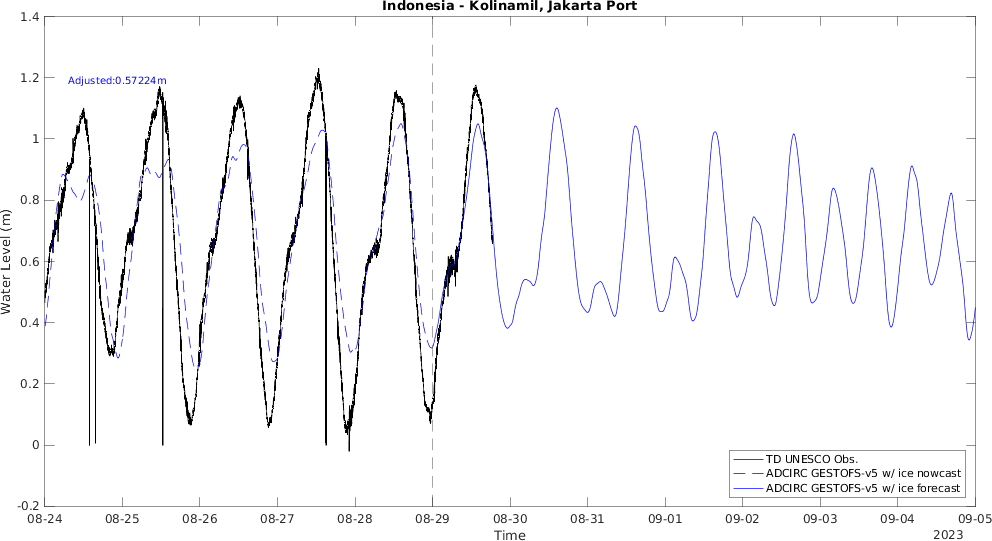 Indonesia - Kolinamil, Jakarta Port
1.4
1.2
1
0.8
0.6
0.4
0.2
0
-0.2
Water Level (m)
Adjusted:0.57224m
TD UNESCO Obs.
ADCIRC GESTOFS-v5 w/ ice nowcast
ADCIRC GESTOFS-v5 w/ ice forecast
08-24 08-25 08-26 08-27 08-28 08-29 08-30 08-31 09-01 09-02 09-03 09-04 09-05
Time
2023